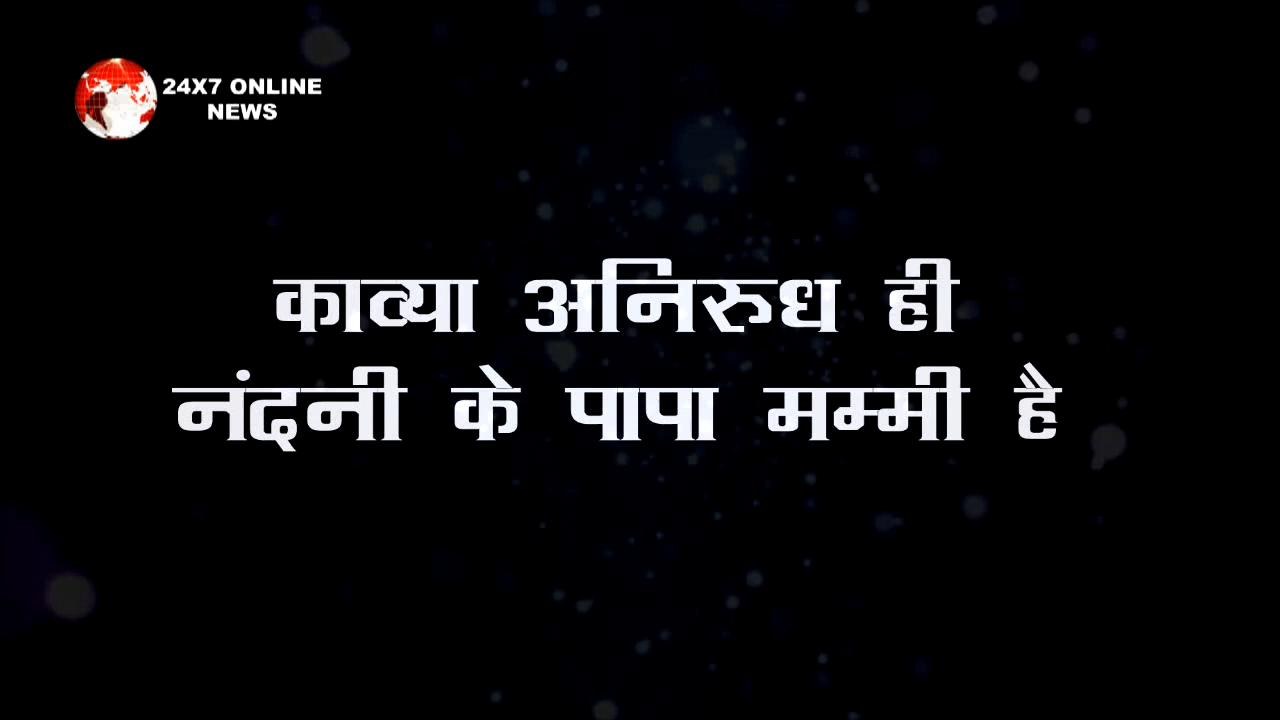 24X7 ONLINE
NEWS
काव्या अनिरुध ही
नंदनी के पापा मम्मी है